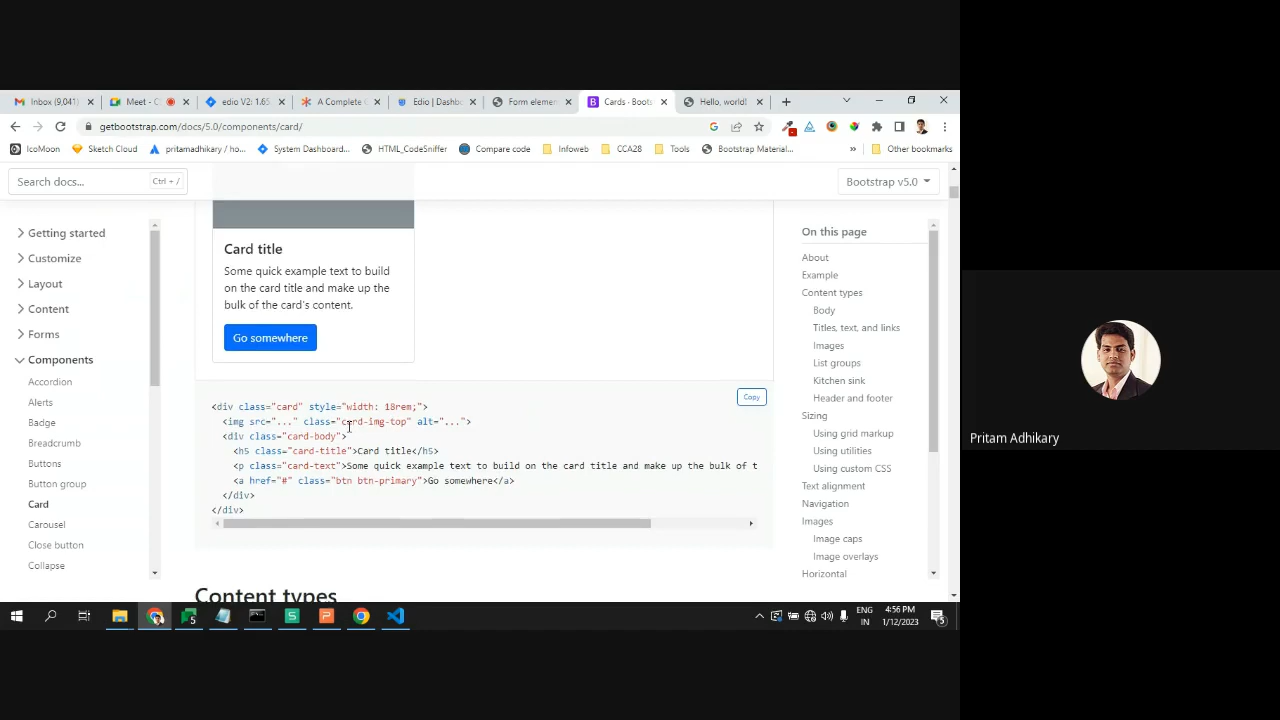 Inbox (9,041)
Meet - C
edio V2: 1.65
A Complete G
Edio | Dashb
Form elemen
Cards · Boots
Hello, world!
getbootstrap.com/docs/5.0/components/card/
IcoMoon
Sketch Cloud
pritamadhikary / ho...
System Dashboard...
HTML_CodeSniffer
Compare code
Infoweb
CCA28
Tools
Bootstrap Material...
»
Other bookmarks
Search docs...
Ctrl + /
Bootstrap v5.0
Getting started
Customize
Layout
Content
Forms
Components
Accordion
Alerts
Badge
Breadcrumb
Buttons
Button group
Card
Carousel
Close button
Collapse
Card title
Some quick example text to build
on the card title and make up the
bulk of the card's content.
Go somewhere
Copy
<div class="card" style="width: 18rem;">
<img src="..." class="card-img-top" alt="...">
<div class="card-body">
<h5 class="card-title">Card title</h5>
<p class="card-text">Some quick example text to build on the card title and make up the bulk of t
<a href="#" class="btn btn-primary">Go somewhere</a>
</div>
</div>
Content types
On this page
About
Example
Content types
Body
Titles, text, and links
Images
List groups
Kitchen sink
Header and footer
Sizing
Using grid markup
Using utilities
Using custom CSS
Text alignment
Navigation
Images
Image caps
Image overlays
Horizontal
Pritam Adhikary
ENG
IN
4:56 PM
1/12/2023
5